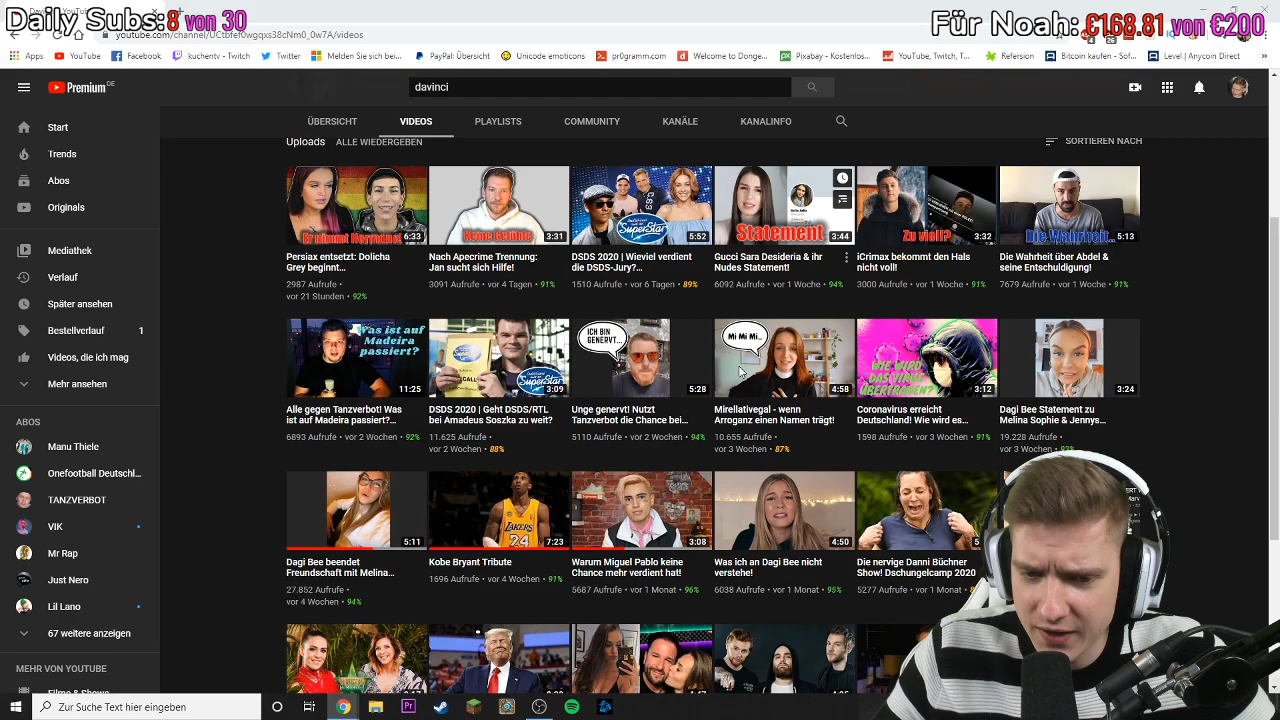 Daily Subs: 8 von 30
Für Noah: €168.81 von €200
youtube.com/channel/UCtbfef0wgqxs38cNm0_0w7A/videos
Apps
YouTube
Facebook
kuchentv - Twitch
Twitter
Melden Sie sich bei...
PayPal Übersicht
Unicode emoticons
pr0gramm.com
Welcome to Donge...
Pixabay - Kostenlos...
YouTube, Twitch, T...
Refersion
Bitcoin kaufen - Sof...
Level | Anycoin Direct
Premium DE
davinci
ÜBERSICHT
VIDEOS
PLAYLISTS
COMMUNITY
KANÄLE
KANALINFO
Uploads
ALLE WIEDERGEBEN
SORTIEREN NACH
Start
Trends
Abos
Originals
Mediathek
Verlauf
Später ansehen
Bestellverlauf 1
Videos, die ich mag
Mehr ansehen
ABOS
Manu Thiele
Onefootball Deutschl...
TANZVERBOT
VIK
Mr Rap
Just Nero
Lil Lano
67 weitere anzeigen
MEHR VON YOUTUBE
Filme & Shows
Er nimmt Hormone!
6:33
Persiax entsetzt: Dolicha
Grey beginnt...
2987 Aufrufe •
vor 21 Stunden • 92%
Keine Gefühle
3:31
Nach Apecrime Trennung:
Jan sucht sich Hilfe!
3091 Aufrufe • vor 4 Tagen • 91%
SuperStar
5:52
DSDS 2020 | Wieviel verdient
die DSDS-Jury?...
1510 Aufrufe • vor 6 Tagen • 89%
Statement
3:44
Gucci Sara Desideria & ihr
Nudes Statement!
6092 Aufrufe • vor 1 Woche • 94%
Zu viel?
3:32
iCrimax bekommt den Hals
nicht voll!
3000 Aufrufe • vor 1 Woche • 91%
Die Wahrheit..
5:13
Die Wahrheit über Abdel &
seine Entschuldigung!
7679 Aufrufe • vor 1 Woche • 91%
Was ist auf
Madeira
passiert?
11:25
Alle gegen Tanzverbot! Was
ist auf Madeira passiert?...
6893 Aufrufe • vor 2 Wochen • 92%
3:09
DSDS 2020 | Geht DSDS/RTL
bei Amadeus Soszka zu weit?
11.625 Aufrufe •
vor 2 Wochen • 88%
ICH BIN
GENERVT!
5:28
Unge genervt! Nutzt
Tanzverbot die Chance bei...
5110 Aufrufe • vor 2 Wochen • 94%
Mi Mi Mi..
4:58
Mirellativegal - wenn
Arroganz einen Namen trägt!
10.655 Aufrufe •
vor 3 Wochen • 87%
WIE WIRD
DAS VIRUS
ÜBERTRAGEN?
3:12
Coronavirus erreicht
Deutschland! Wie wird es...
1598 Aufrufe • vor 3 Wochen • 91%
3:24
Dagi Bee Statement zu
Melina Sophie & Jennys...
19.228 Aufrufe •
vor 3 Wochen • 93%
5:11
Dagi Bee beendet
Freundschaft mit Melina...
27.852 Aufrufe •
vor 4 Wochen • 94%
LAKERS
24
7:23
Kobe Bryant Tribute
1696 Aufrufe • vor 4 Wochen • 91%
3:08
Warum Miguel Pablo keine
Chance mehr verdient hat!
5687 Aufrufe • vor 1 Monat • 96%
4:50
Was ich an Dagi Bee nicht
verstehe!
6038 Aufrufe • vor 1 Monat • 95%
Die nervige Danni Büchner
Show! Dschungelcamp 2020
5277 Aufrufe • vor 1 Monat •
Zur Suche Text hier eingeben